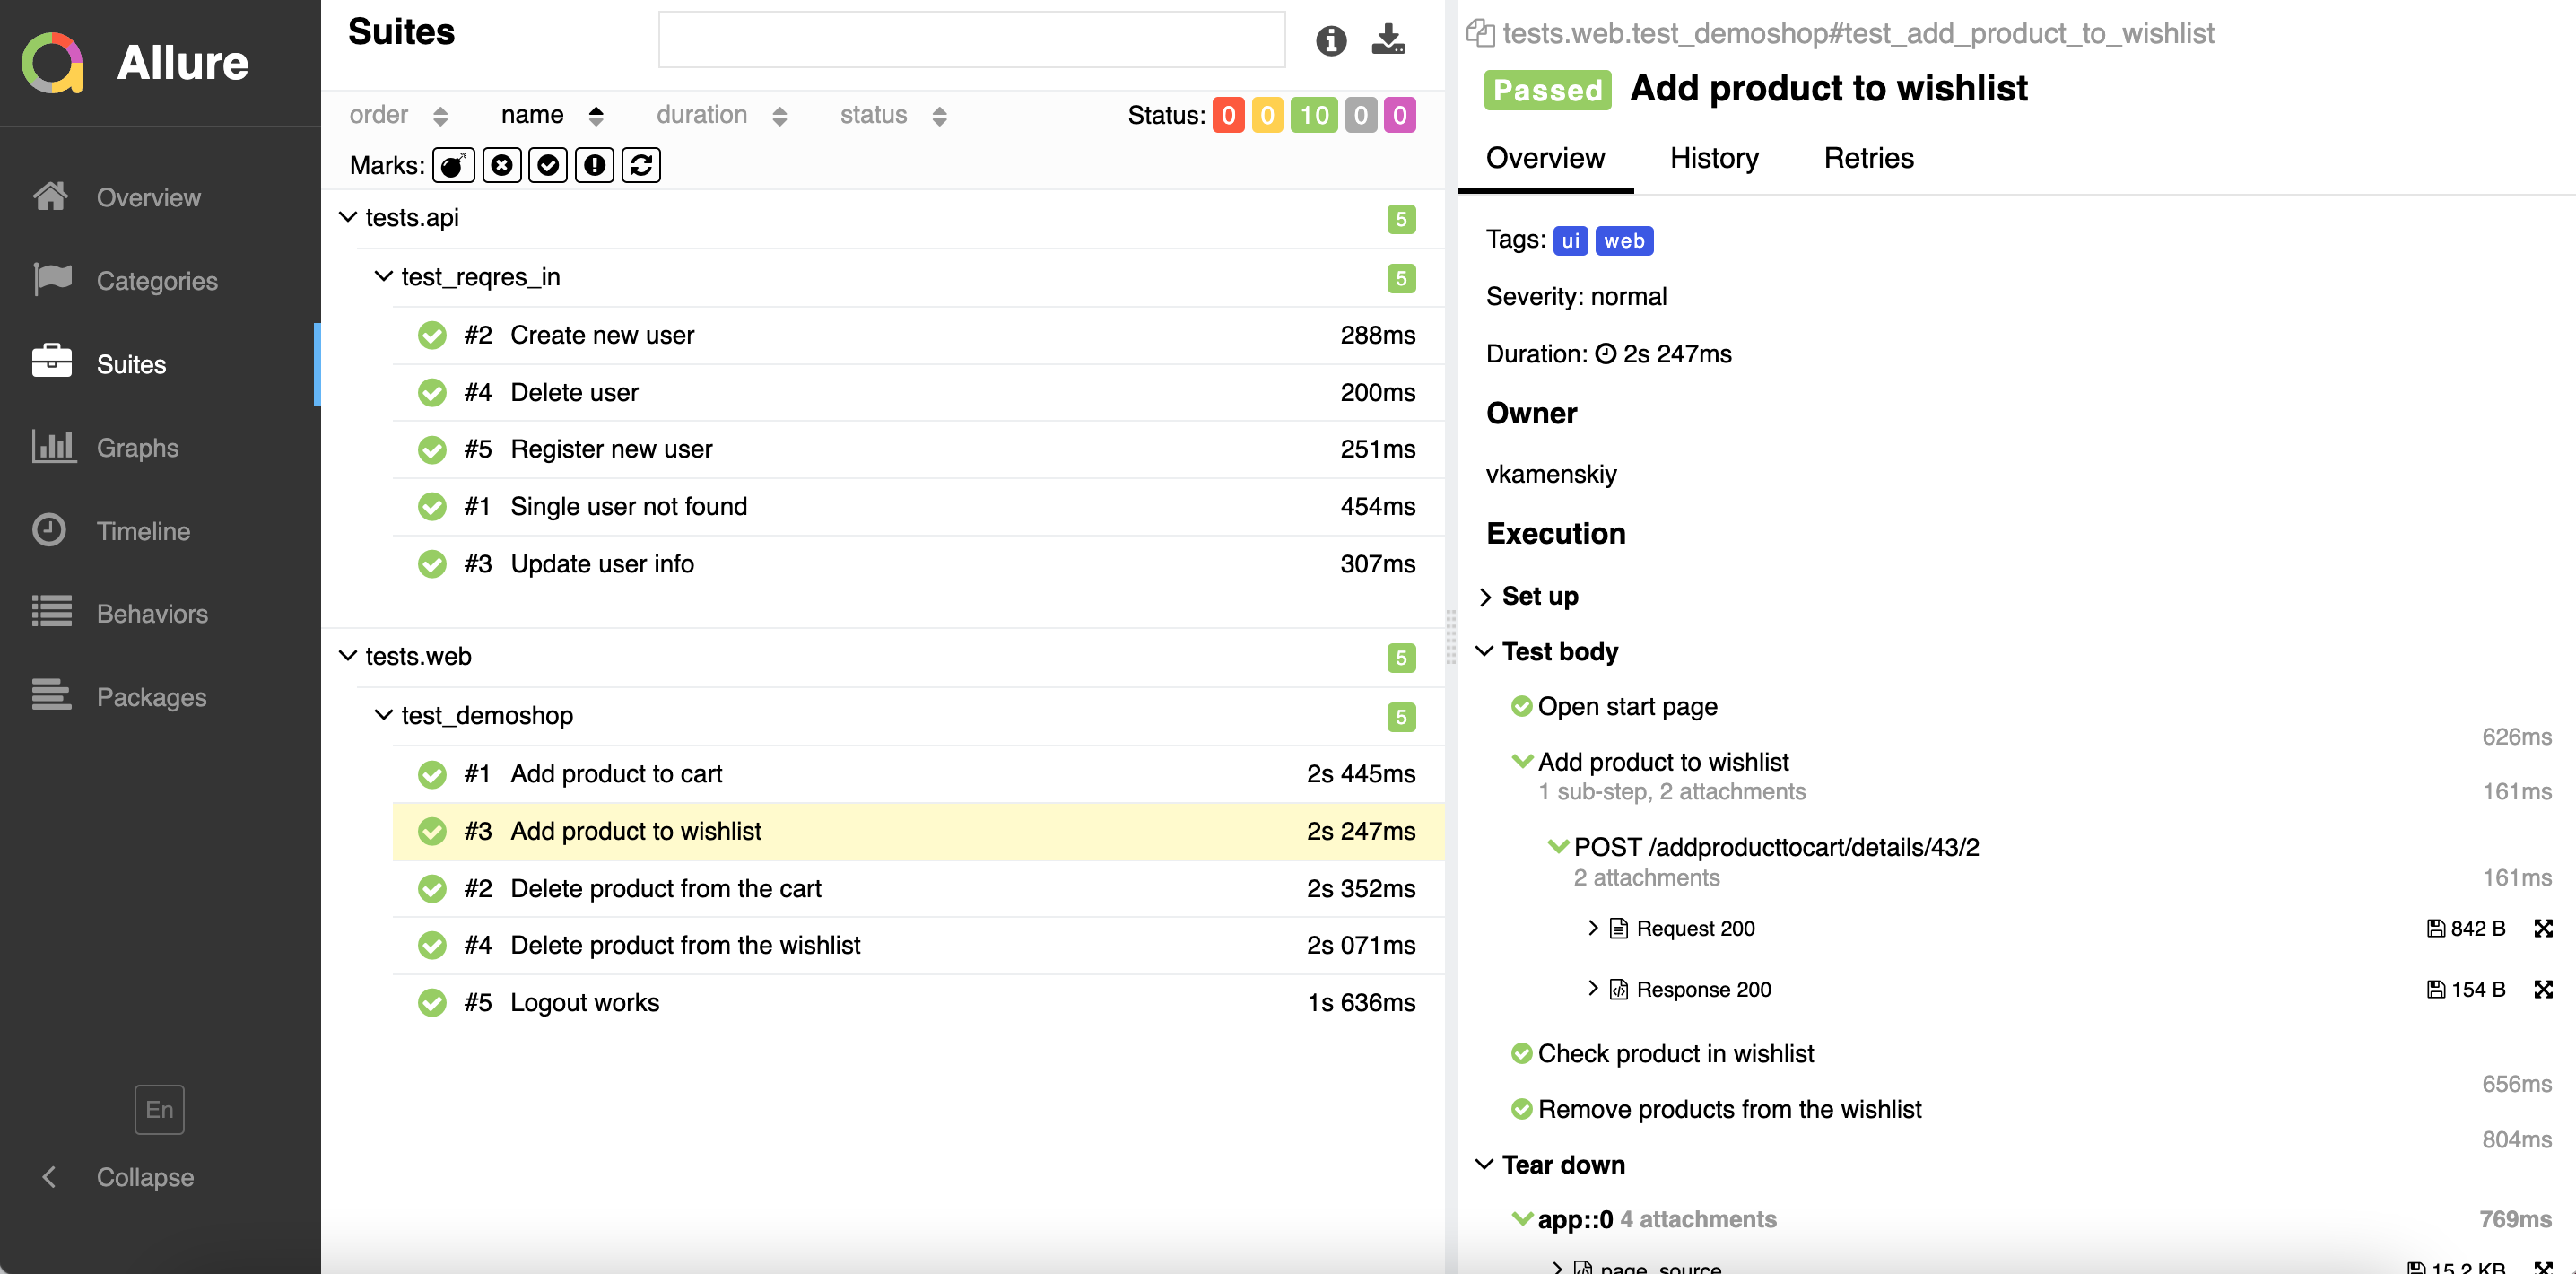 Allure
Overview
Categories
Suites
Graphs
Timeline
Behaviors
Packages
En
Collapse
Suites
order name duration status Status: 0 0 10 0 0
Marks:
tests.api 5
test_reqres_in 5
#2 Create new user 288ms
#4 Delete user 200ms
#5 Register new user 251ms
#1 Single user not found 454ms
#3 Update user info 307ms
tests.web 5
test_demoshop 5
#1 Add product to cart 2s 445ms
#3 Add product to wishlist 2s 247ms
#2 Delete product from the cart 2s 352ms
#4 Delete product from the wishlist 2s 071ms
#5 Logout works 1s 636ms
tests.web.test_demoshop#test_add_product_to_wishlist
Passed Add product to wishlist
Overview History Retries
Tags: ui web
Severity: normal
Duration: 2s 247ms
Owner
vkamenskiy
Execution
Set up
Test body
Open start page
626ms
Add product to wishlist
1 sub-step, 2 attachments 161ms
POST /addproducttocart/details/43/2
2 attachments 161ms
Request 200 842 B
Response 200 154 B
Check product in wishlist
656ms
Remove products from the wishlist
804ms
Tear down
app::0 4 attachments 769ms
page_source 15.2 KB